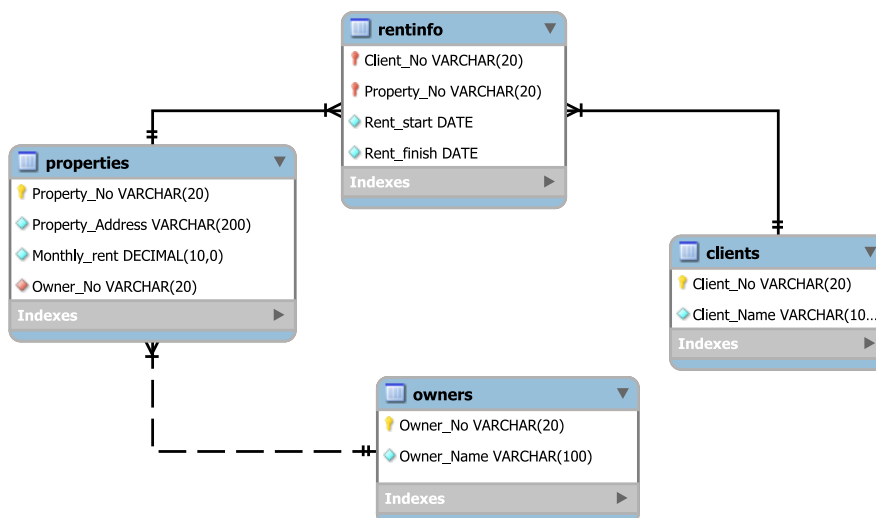 rentinfo
Client_No VARCHAR(20)
Property_No VARCHAR(20)
Rent_start DATE
Rent_finish DATE
Indexes
properties
Property_No VARCHAR(20)
Property_Address VARCHAR(200)
Monthly_rent DECIMAL(10,0)
Owner_No VARCHAR(20)
Indexes
clients
Client_No VARCHAR(20)
Client_Name VARCHAR(10...
Indexes
owners
Owner_No VARCHAR(20)
Owner_Name VARCHAR(100)
Indexes